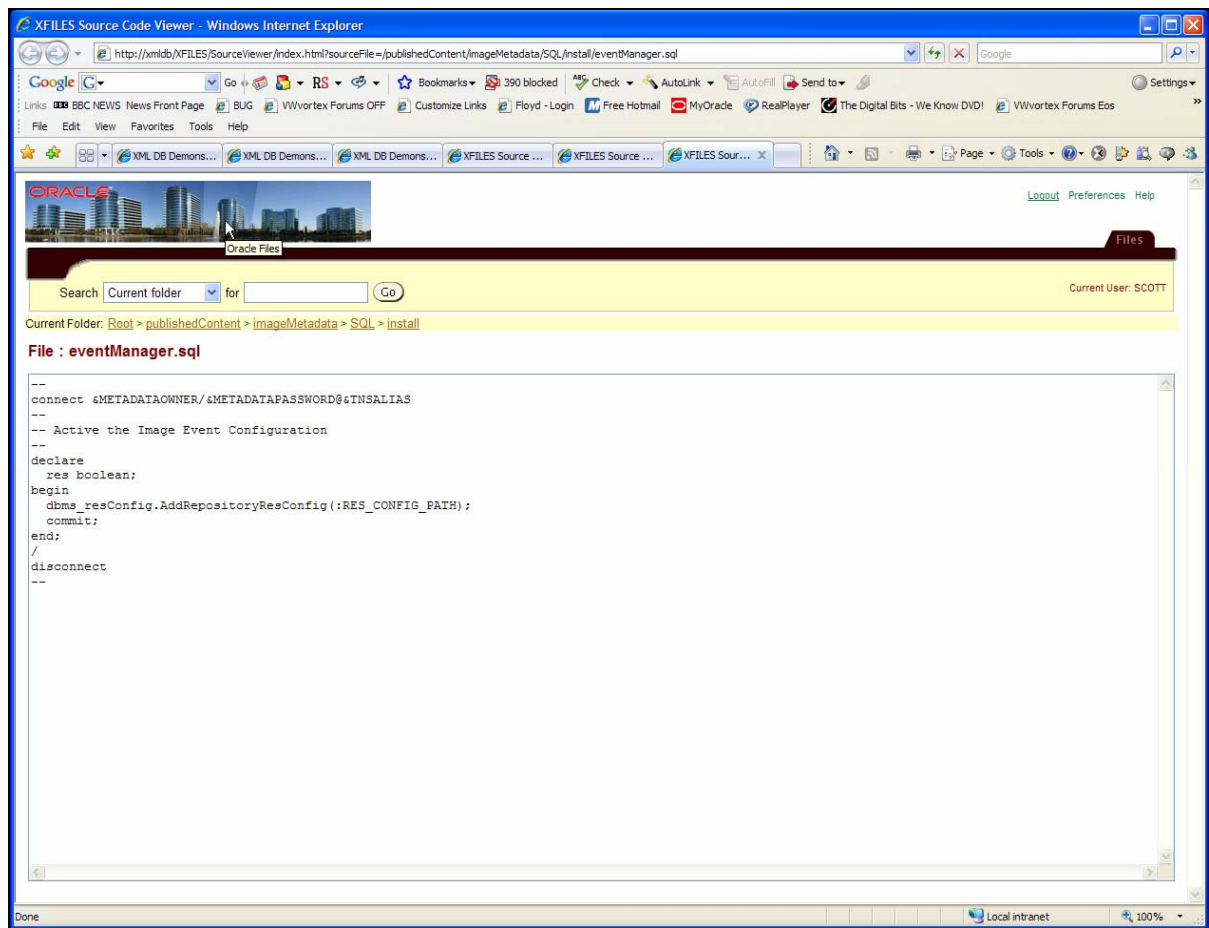 XFILES Source Code Viewer - Windows Internet Explorer
http://xmldb/XFILES/SourceViewer/index.html?sourceFile=/publishedContent/imageMetadata/SQL/install/eventManager.sql
Google
Google G Go RS Bookmarks 390 blocked ABC Check AutoLink AutoFill Send to Settings
Links BBC NEWS News Front Page BUG VWvortex Forums OFF Customize Links Floyd - Login Free Hotmail MyOracle RealPlayer The Digital Bits - We Know DVD! VWvortex Forums Eos »
File Edit View Favorites Tools Help
XML DB Demons... XML DB Demons... XML DB Demons... XFILES Source ... XFILES Source ... XFILES Sour... X Page Tools
ORACLE
Logout Preferences Help
Oracle Files
Files
Search Current folder for Go
Current User: SCOTT
Current Folder: Root > publishedContent > imageMetadata > SQL > install
File : eventManager.sql
--
connect &METADATAOWNER/&METADATAPASSWORD@&TNSALIAS
--
-- Active the Image Event Configuration
--
declare
res boolean;
begin
dbms_resConfig.AddRepositoryResConfig(:RES_CONFIG_PATH);
commit;
end;
/
disconnect
--
Done Local intranet 100%